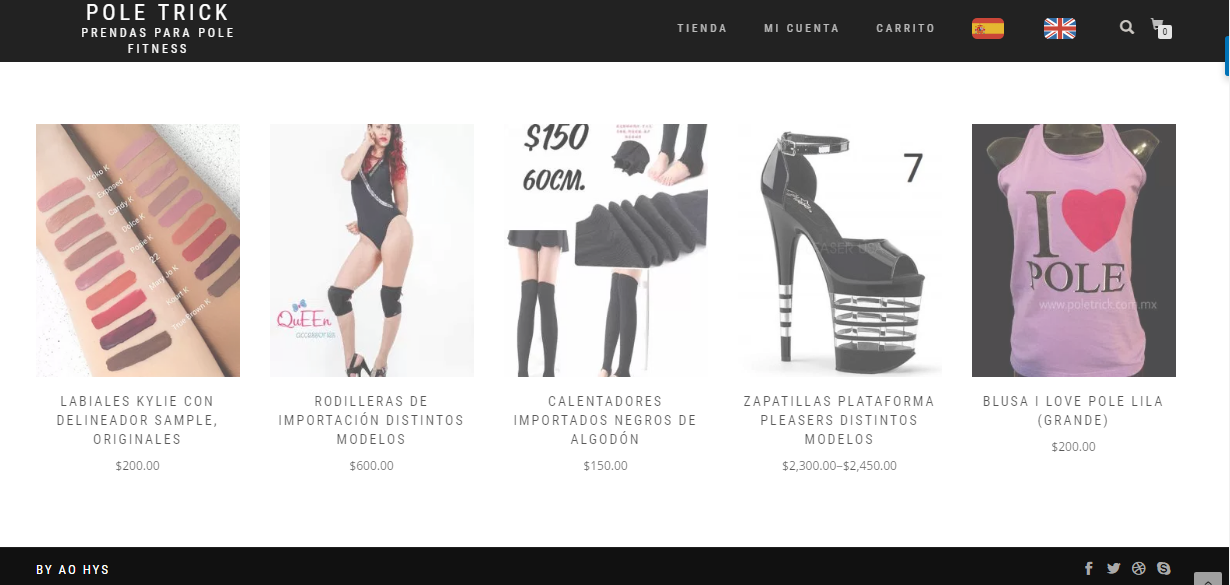 POLE TRICK
PRENDAS PARA POLE
FITNESS
TIENDA
MI CUENTA
CARRITO
0
Koko K
Exposed
Candy K
Dolce K
Posie K
22
Mary Jo K
Kourt K
True Brown K
QuEEn
$150
60CM.
7
I
POLE
www.poletrick.com.mx
LABIALES KYLIE CON
DELINEADOR SAMPLE,
ORIGINALES
$200.00
RODILLERAS DE
IMPORTACIÓN DISTINTOS
MODELOS
$600.00
CALENTADORES
IMPORTADOS NEGROS DE
ALGODÓN
$150.00
ZAPATILLAS PLATAFORMA
PLEASERS DISTINTOS
MODELOS
$2,300.00–$2,450.00
BLUSA I LOVE POLE LILA
(GRANDE)
$200.00
BY AO HYS